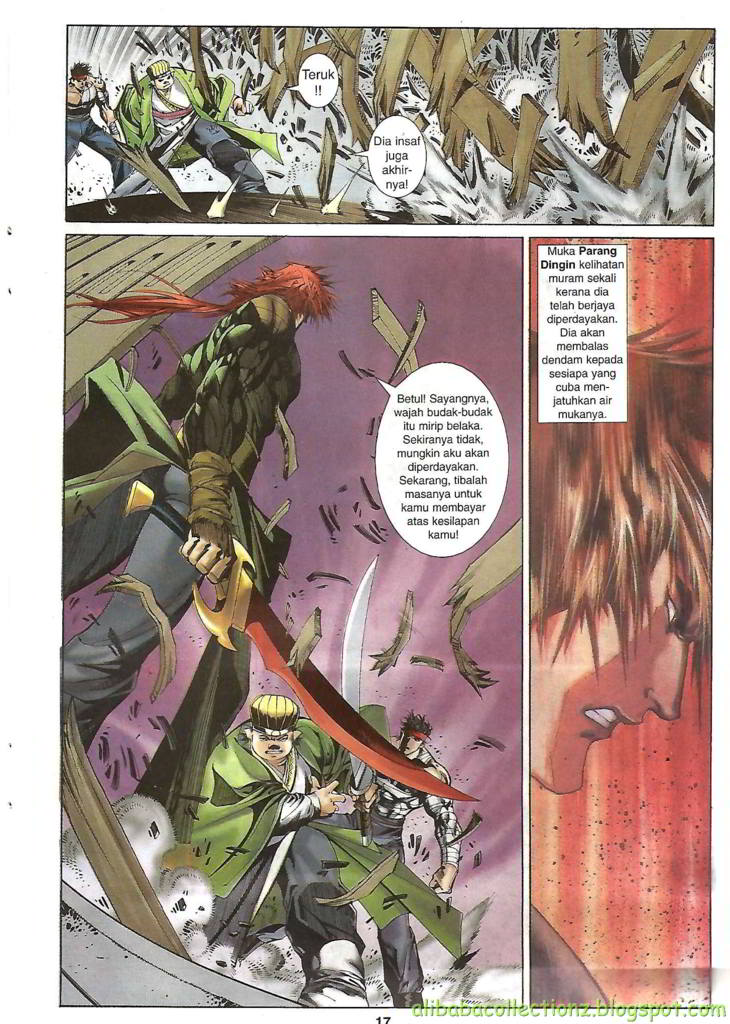 Teruk
!!
Dia insaf
juga
akhir-
nya!
Betul! Sayangnya,
wajah budak-budak
itu mirip belaka.
Sekiranya tidak,
mungkin aku akan
diperdayakan.
Sekarang, tibalah
masanya untuk
kamu membayar
atas kesilapan
kamu!
Muka Parang
Dingin kelihatan
muram sekali
kerana dia
telah berjaya
diperdayakan.
Dia akan
membalas
dendam kepada
sesiapa yang
cuba men-
jatuhkan air
mukanya.
17
alibabacollectionz.blogspot.com